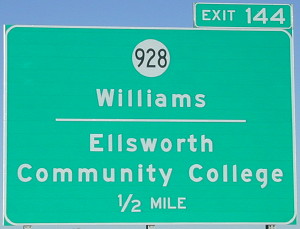 EXIT 144
928
Williams
Ellsworth
Community College
1/2 MILE